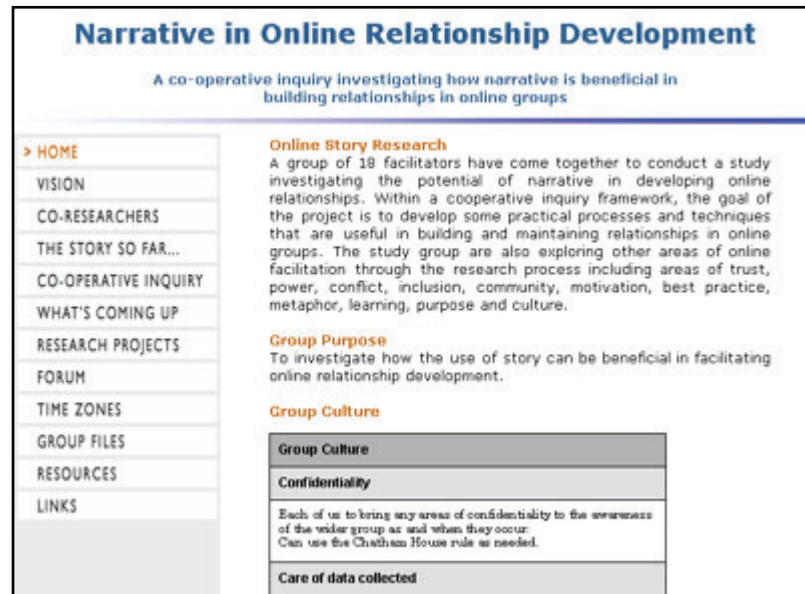 Narrative in Online Relationship Development
A co-operative inquiry investigating how narrative is beneficial in
building relationships in online groups
> HOME
VISION
CO-RESEARCHERS
THE STORY SO FAR...
CO-OPERATIVE INQUIRY
WHAT'S COMING UP
RESEARCH PROJECTS
FORUM
TIME ZONES
GROUP FILES
RESOURCES
LINKS
Online Story Research
A group of 18 facilitators have come together to conduct a study
investigating the potential of narrative in developing online
relationships. Within a cooperative inquiry framework, the goal of
the project is to develop some practical processes and techniques
that are useful in building and maintaining relationships in online
groups. The study group are also exploring other areas of online
facilitation through the research process including areas of trust,
power, conflict, inclusion, community, motivation, best practice,
metaphor, learning, purpose and culture.
Group Purpose
To investigate how the use of story can be beneficial in facilitating
online relationship development.
Group Culture
Group Culture
Confidentiality
Each of us to bring any areas of confidentiality to the awareness
of the wider group as and when they occur.
Can use the Chatham House rule as needed.
Care of data collected